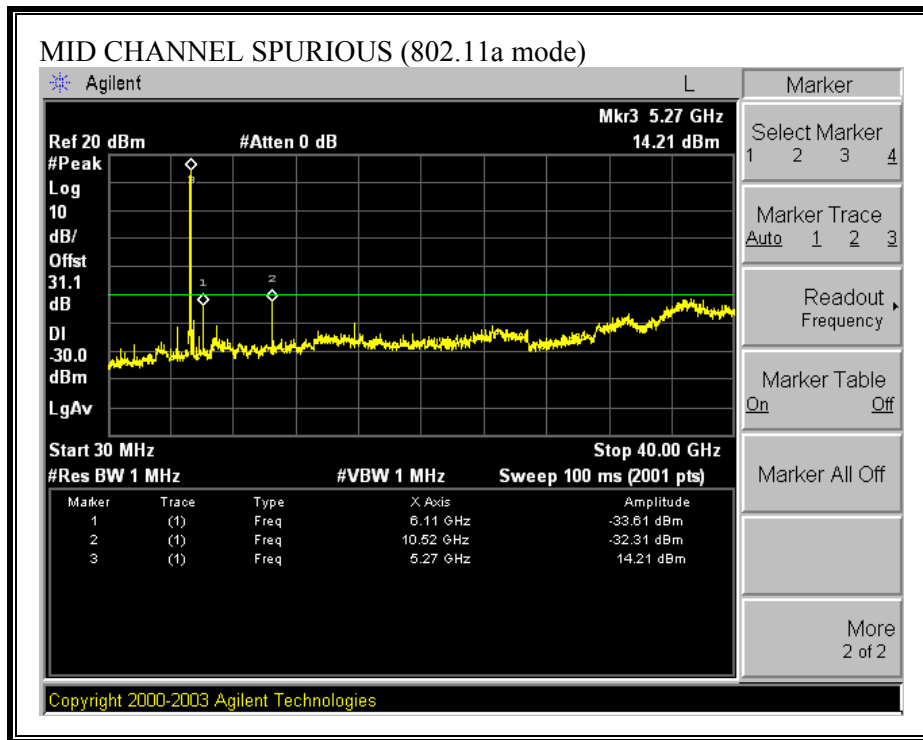 MID CHANNEL SPURIOUS (802.11a mode)
Agilent L Marker
Mkr3 5.27 GHz
Ref 20 dBm #Atten 0 dB 14.21 dBm
#Peak
Log
10
dB/
Offst
31.1
dB
DI
-30.0
dBm
LgAv
3
1
2
Start 30 MHz Stop 40.00 GHz
#Res BW 1 MHz #VBW 1 MHz Sweep 100 ms (2001 pts)
Marker Trace Type X Axis Amplitude
1 (1) Freq 6.11 GHz -33.61 dBm
2 (1) Freq 10.52 GHz -32.31 dBm
3 (1) Freq 5.27 GHz 14.21 dBm
Select Marker
1 2 3 4
Marker Trace
Auto 1 2 3
Readout
Frequency
Marker Table
On Off
Marker All Off
More
2 of 2
Copyright 2000-2003 Agilent Technologies